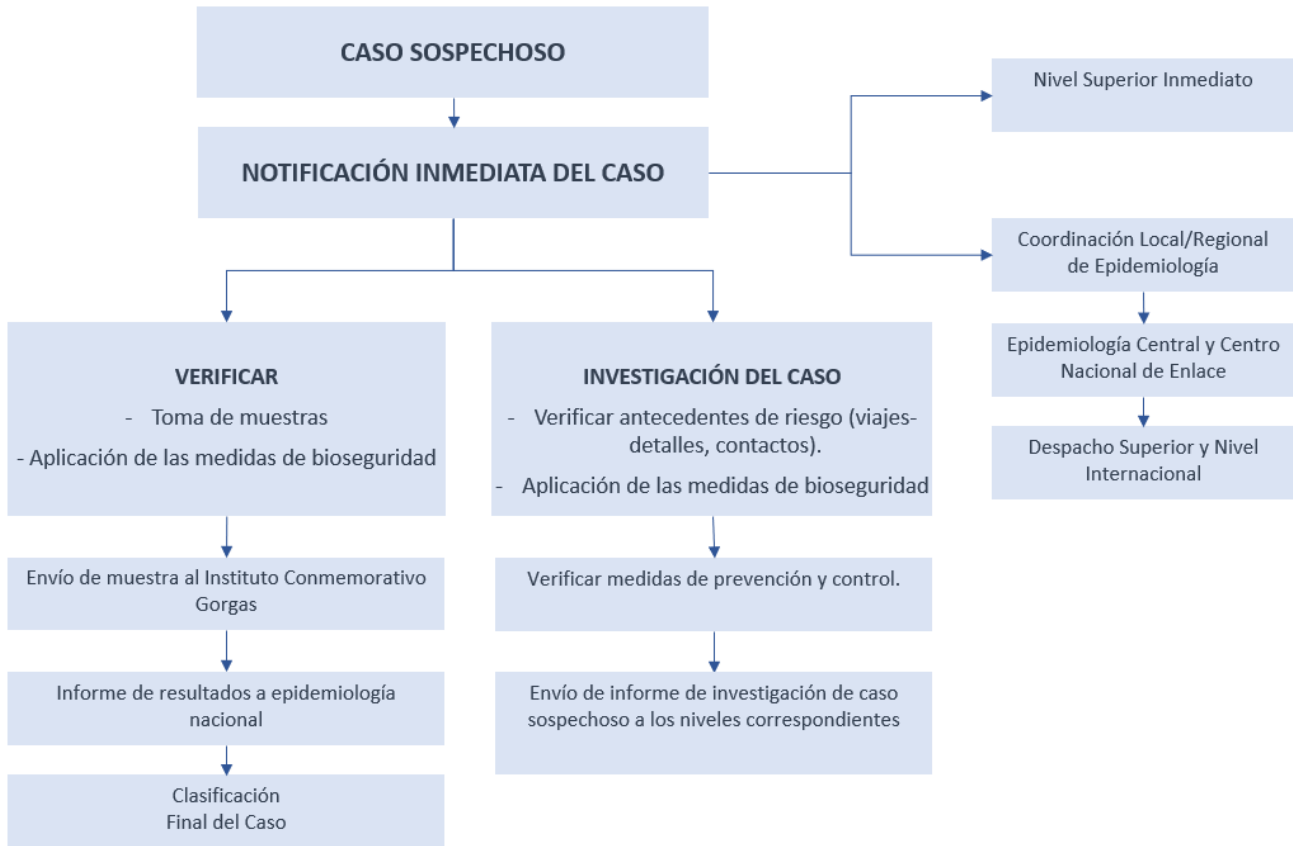 CASO SOSPECHOSO
NOTIFICACIÓN INMEDIATA DEL CASO
Nivel Superior Inmediato
Coordinación Local/Regional
de Epidemiología
Epidemiología Central y Centro
Nacional de Enlace
Despacho Superior y Nivel
Internacional
VERIFICAR
- Toma de muestras
- Aplicación de las medidas de bioseguridad
Envío de muestra al Instituto Conmemorativo
Gorgas
Informe de resultados a epidemiología
nacional
Clasificación
Final del Caso
INVESTIGACIÓN DEL CASO
- Verificar antecedentes de riesgo (viajes-
detalles, contactos).
- Aplicación de las medidas de bioseguridad
Verificar medidas de prevención y control.
Envío de informe de investigación de caso
sospechoso a los niveles correspondientes